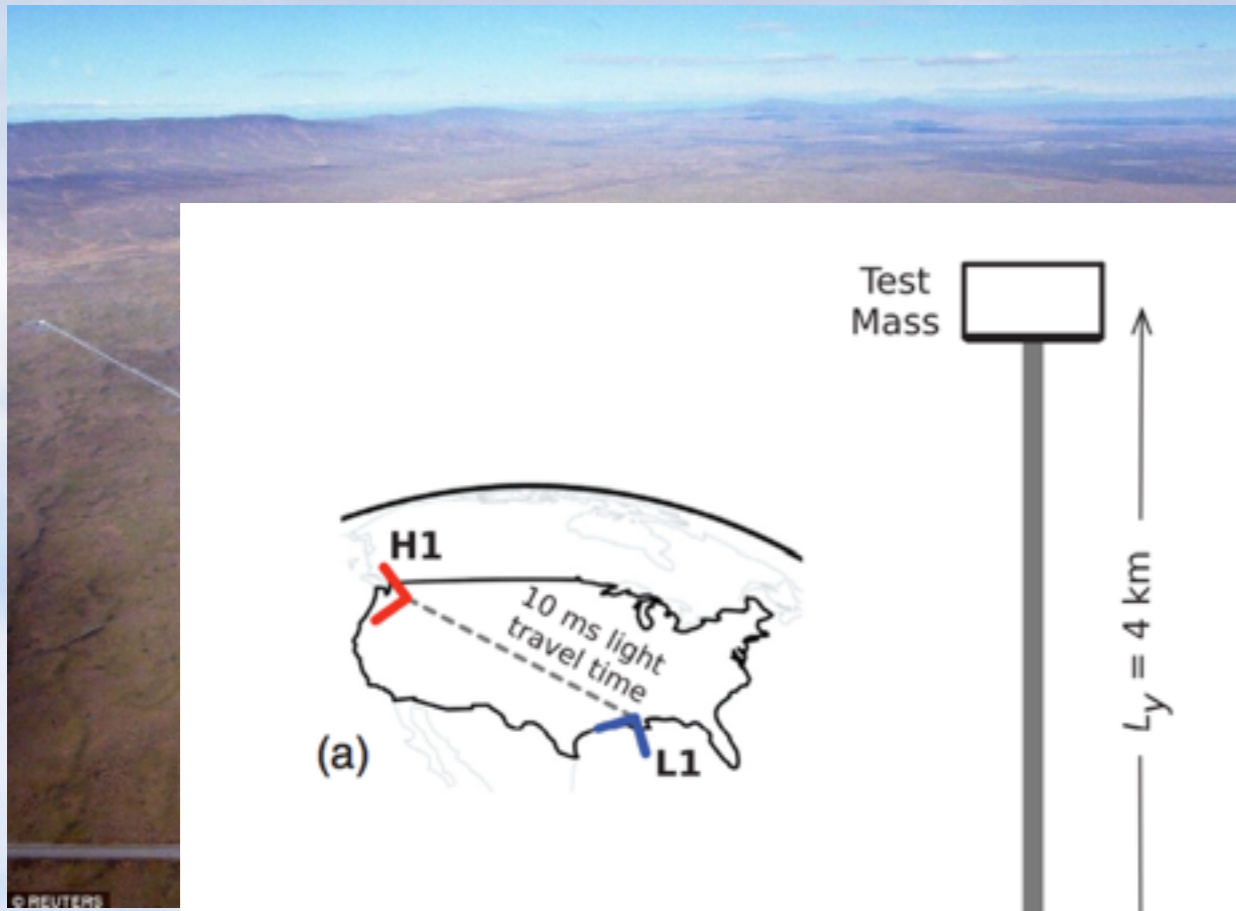 Test
Mass
H1
10 ms light
travel time
L1
(a)
Ly = 4 km
© REUTERS